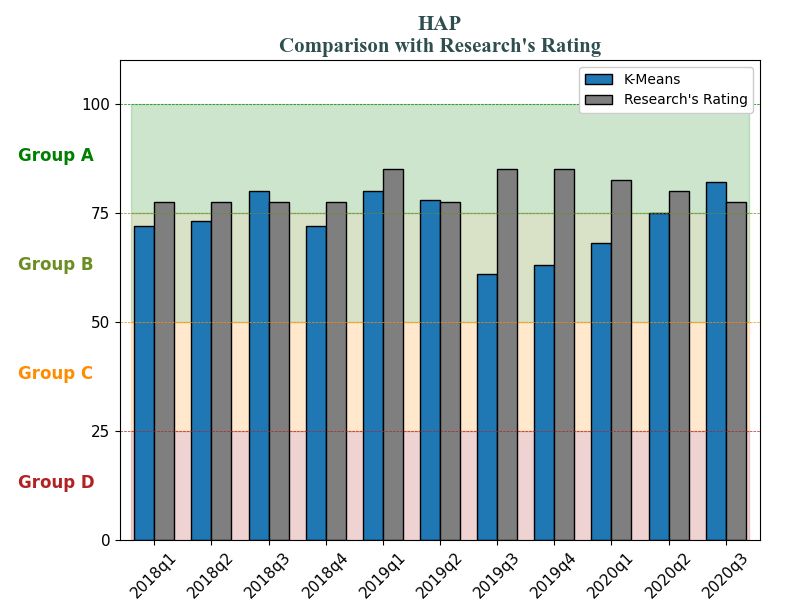 HAP
Comparison with Research's Rating
K-Means
Research's Rating
100
Group A
75
Group B
50
Group C
25
Group D
0
2018q1
2018q2
2018q3
2018q4
2019q1
2019q2
2019q3
2019q4
2020q1
2020q2
2020q3